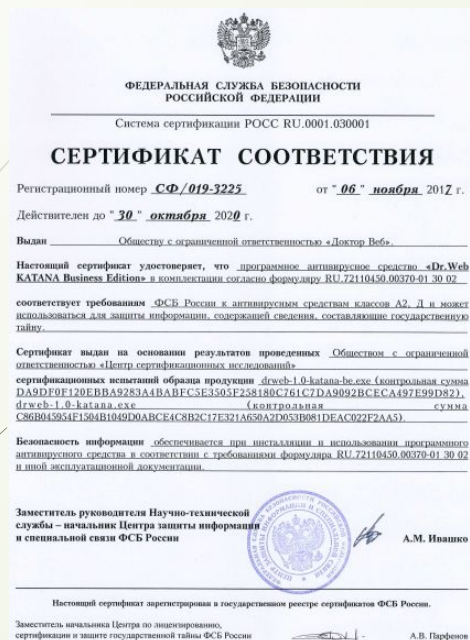 ФЕДЕРАЛЬНАЯ СЛУЖБА БЕЗОПАСНОСТИ
РОССИЙСКОЙ ФЕДЕРАЦИИ
Система сертификации РОСС RU.0001.030001
СЕРТИФИКАТ СООТВЕТСТВИЯ
Регистрационный номер СФ/019-3225 от "06" ноября 2017 г.
Действителен до "30" октября 2020 г.
Выдан Обществу с ограниченной ответственностью «Доктор Веб».
Настоящий сертификат удостоверяет, что программное антивирусное средство «Dr.Web
KATANA Business Edition» в комплектации согласно формуляру RU.72110450.00370-01 30 02
соответствует требованиям ФСБ России к антивирусным средствам классов А2, Д и может
использоваться для защиты информации, содержащей сведения, составляющие государственную
тайну.
Сертификат выдан на основании результатов проведенных Обществом с ограниченной
ответственностью «Центр сертификационных исследований»
сертификационных испытаний образца продукции drweb-1.0-katana-be.exe (контрольная сумма
DA9DF0F120EBBA9283A4BABFC5E3505F258180C761C7DA9092BCECA497E99D82),
drweb-1.0-katana.exe (контрольная сумма
C86B045954F1504B1049D0ABCE4C8B2C17E321A650A2D053B081DEAC022F2AA5).
Безопасность информации обеспечивается при инсталляции и использовании программного
антивирусного средства в соответствии с требованиями формуляра RU.72110450.00370-01 30 02
и иной эксплуатационной документации.
Заместитель руководителя Научно-технической
службы – начальник Центра защиты информации
и специальной связи ФСБ России А.М. Ивашко
Настоящий сертификат зарегистрирован в государственном реестре сертификатов ФСБ России.
Заместитель начальника Центра по лицензированию,
сертификации и защите государственной тайны ФСБ России А.В. Парфенов